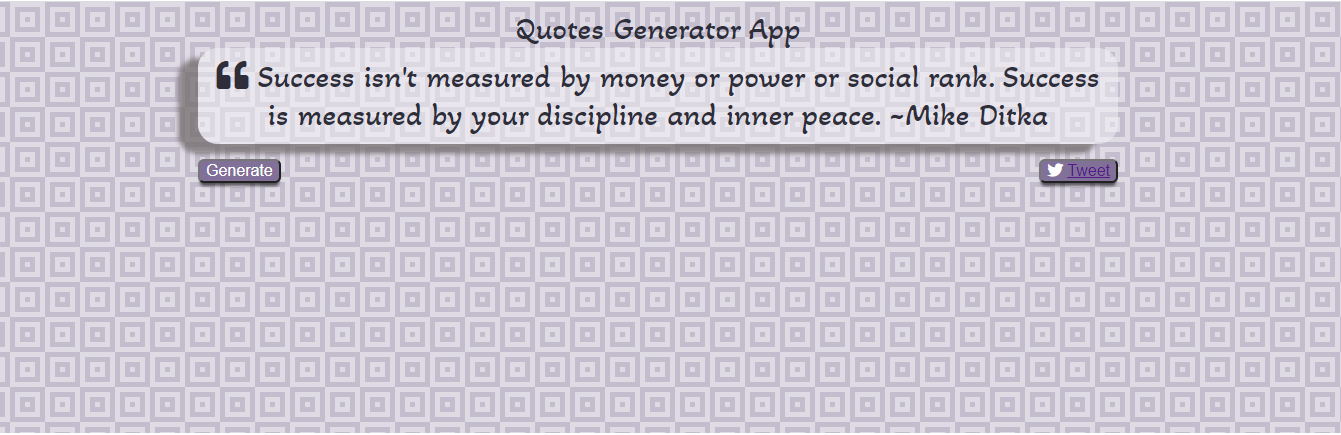 Quotes Generator App
Success isn't measured by money or power or social rank. Success
is measured by your discipline and inner peace. ~Mike Ditka
Generate
Tweet